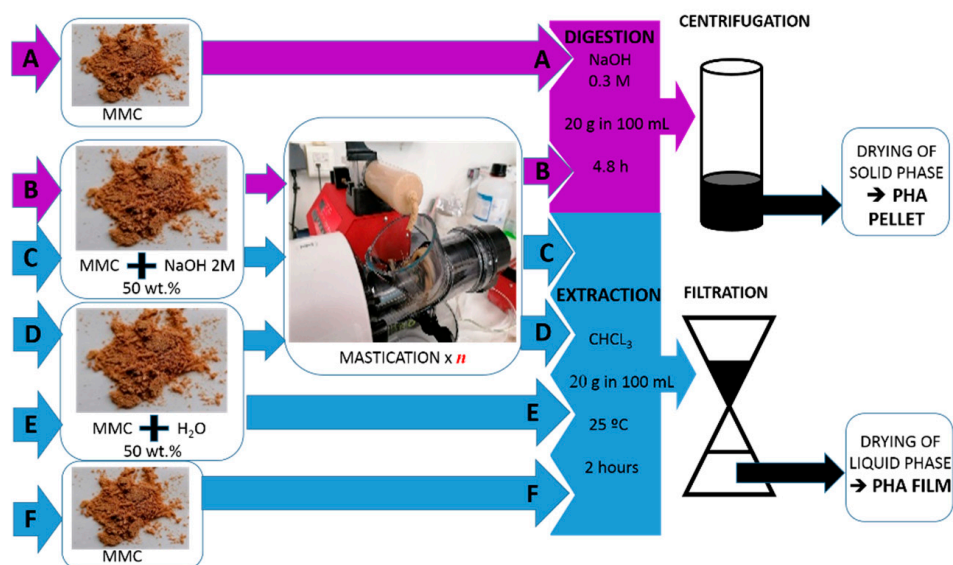 A
MMC
A
DIGESTION
NaOH
0.3 M
20 g in 100 mL
4.8 h
CENTRIFUGATION
DRYING OF
SOLID PHASE
➔ PHA
PELLET
B
C
MMC + NaOH 2M
50 wt.%
MASTICATION x n
B
C
D
D
E
MMC + H₂O
50 wt.%
E
EXTRACTION
CHCL₃
20 g in 100 mL
25 ºC
2 hours
FILTRATION
DRYING OF
LIQUID PHASE
➔ PHA FILM
F
MMC
F